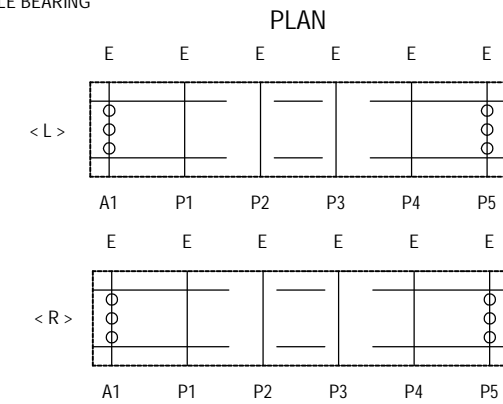 LE BEARING
PLAN
E E E E E E
< L >
A1 P1 P2 P3 P4 P5
E E E E E E
< R >
A1 P1 P2 P3 P4 P5